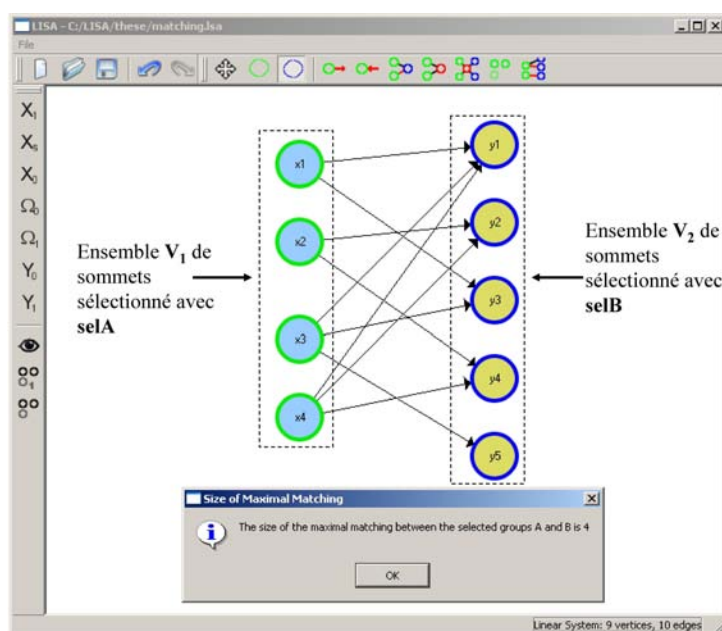 LISA - C:/LISA/these/matching.lsa
File
X₁
Xₛ
X₀
Ω₀
Ω₁
Y₀
Y₁
x1
x2
x3
x4
y1
y2
y3
y4
y5
Ensemble V₁ de
sommets
sélectionné avec
selA
Ensemble V₂ de
sommets
sélectionné avec
selB
Size of Maximal Matching
The size of the maximal matching between the selected groups A and B is 4
OK
Linear System: 9 vertices, 10 edges